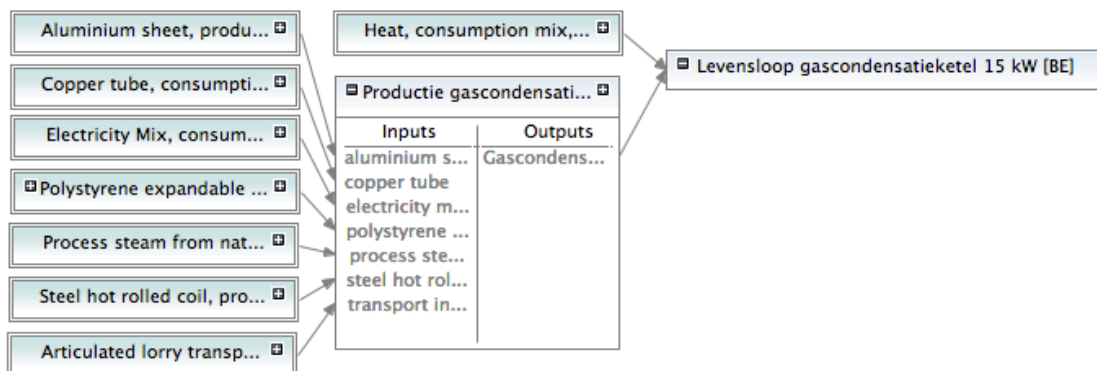 Aluminium sheet, produ...
Copper tube, consumpti...
Electricity Mix, consum...
Polystyrene expandable ...
Process steam from nat...
Steel hot rolled coil, pro...
Articulated lorry transp...
Heat, consumption mix,...
Productie gascondensati...
Inputs
Outputs
aluminium s...
Gascondens...
copper tube
electricity m...
polystyrene ...
process ste...
steel hot rol...
transport in...
Levensloop gascondensatieketel 15 kW [BE]